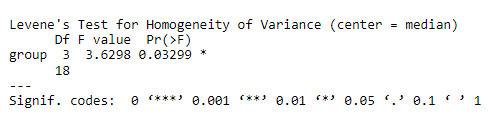 Levene's Test for Homogeneity of Variance (center = median)
Df F value Pr(>F)
group 3 3.6298 0.03299 *
18
---
Signif. codes: 0 ‘***’ 0.001 ‘**’ 0.01 ‘*’ 0.05 ‘.’ 0.1 ‘ ’ 1